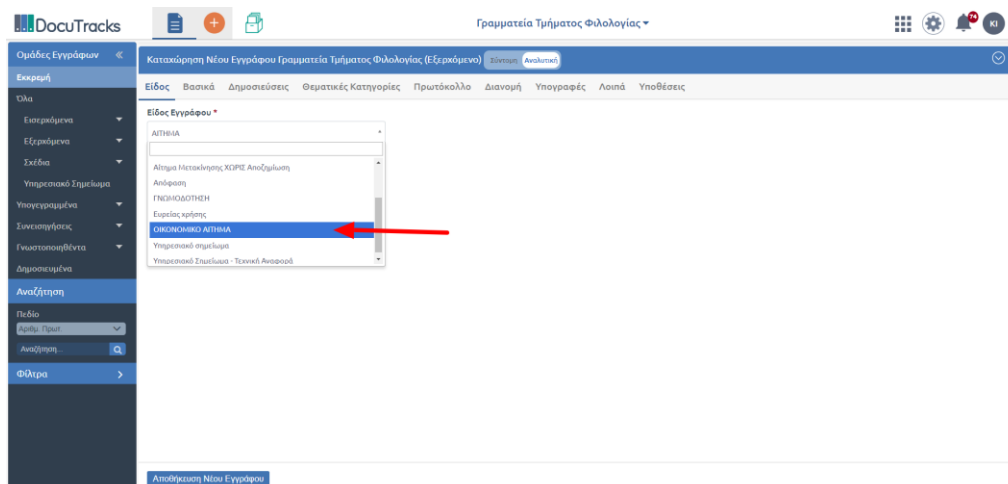 DocuTracks
Γραμματεία Τμήματος Φιλολογίας
74
KI
Ομάδες Εγγράφων
Εκκρεμή
Όλα
Εισερχόμενα
Εξερχόμενα
Σχέδια
Υπηρεσιακό Σημείωμα
Υπογεγραμμένα
Συνεισηγήσεις
Γνωστοποιηθέντα
Δημοσιευμένα
Αναζήτηση
Πεδίο
Αριθμ. Πρωτ
Αναζήτηση...
Φίλτρα
Καταχώρηση Νέου Εγγράφου Γραμματεία Τμήματος Φιλολογίας (Εξερχόμενο) Σύντομη Αναλυτική
Είδος Βασικά Δημοσιεύσεις Θεματικές Κατηγορίες Πρωτόκολλο Διανομή Υπογραφές Λοιπά Υποθέσεις
Είδος Εγγράφου *
ΑΙΤΗΜΑ
Αίτημα Μετακίνησης ΧΩΡΙΣ Αποζημίωση
Απόφαση
ΓΝΩΜΟΔΟΤΗΣΗ
Ευρείας χρήσης
ΟΙΚΟΝΟΜΙΚΟ ΑΙΤΗΜΑ
Υπηρεσιακό σημείωμα
Υπηρεσιακό Σημείωμα - Τεχνική Αναφορά
Αποθήκευση Νέου Εγγράφου